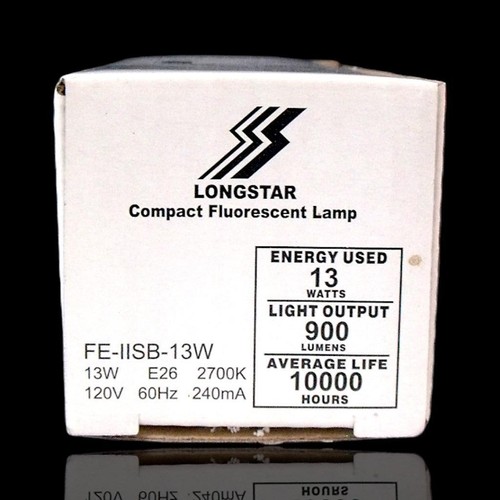 LONGSTAR
Compact Fluorescent Lamp
ENERGY USED
13
WATTS
LIGHT OUTPUT
900
LUMENS
AVERAGE LIFE
10000
HOURS
FE-IISB-13W
13W E26 2700K
120V 60Hz 240mA